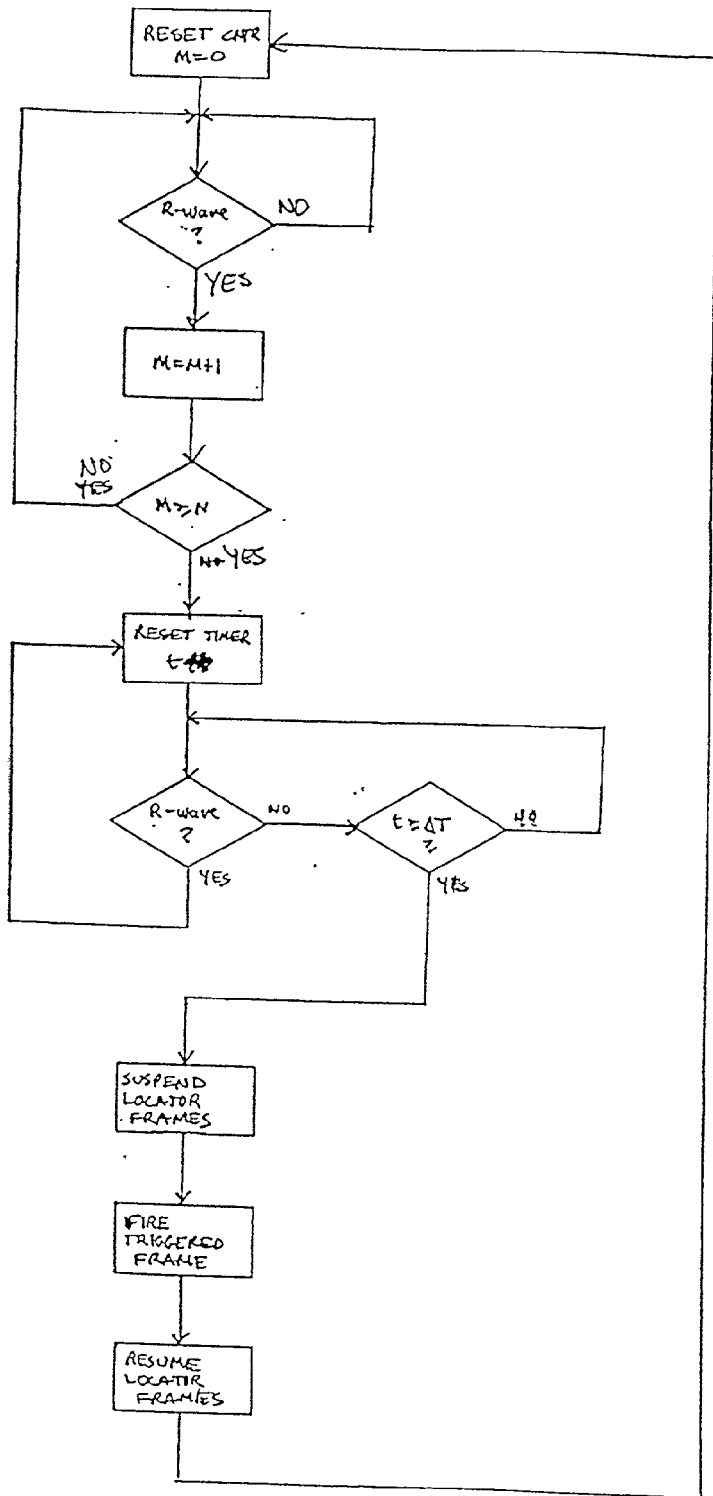 RESET CNTR
M=0
R-wave
?
NO
YES
M=M+1
NO
YES
M≥N
YES
RESET TIMER
t
R-wave
?
NO
t≥ΔT
?
NO
YES
YES
SUSPEND
LOCATOR
FRAMES
FIRE
TRIGGERED
FRAME
RESUME
LOCATOR
FRAMES